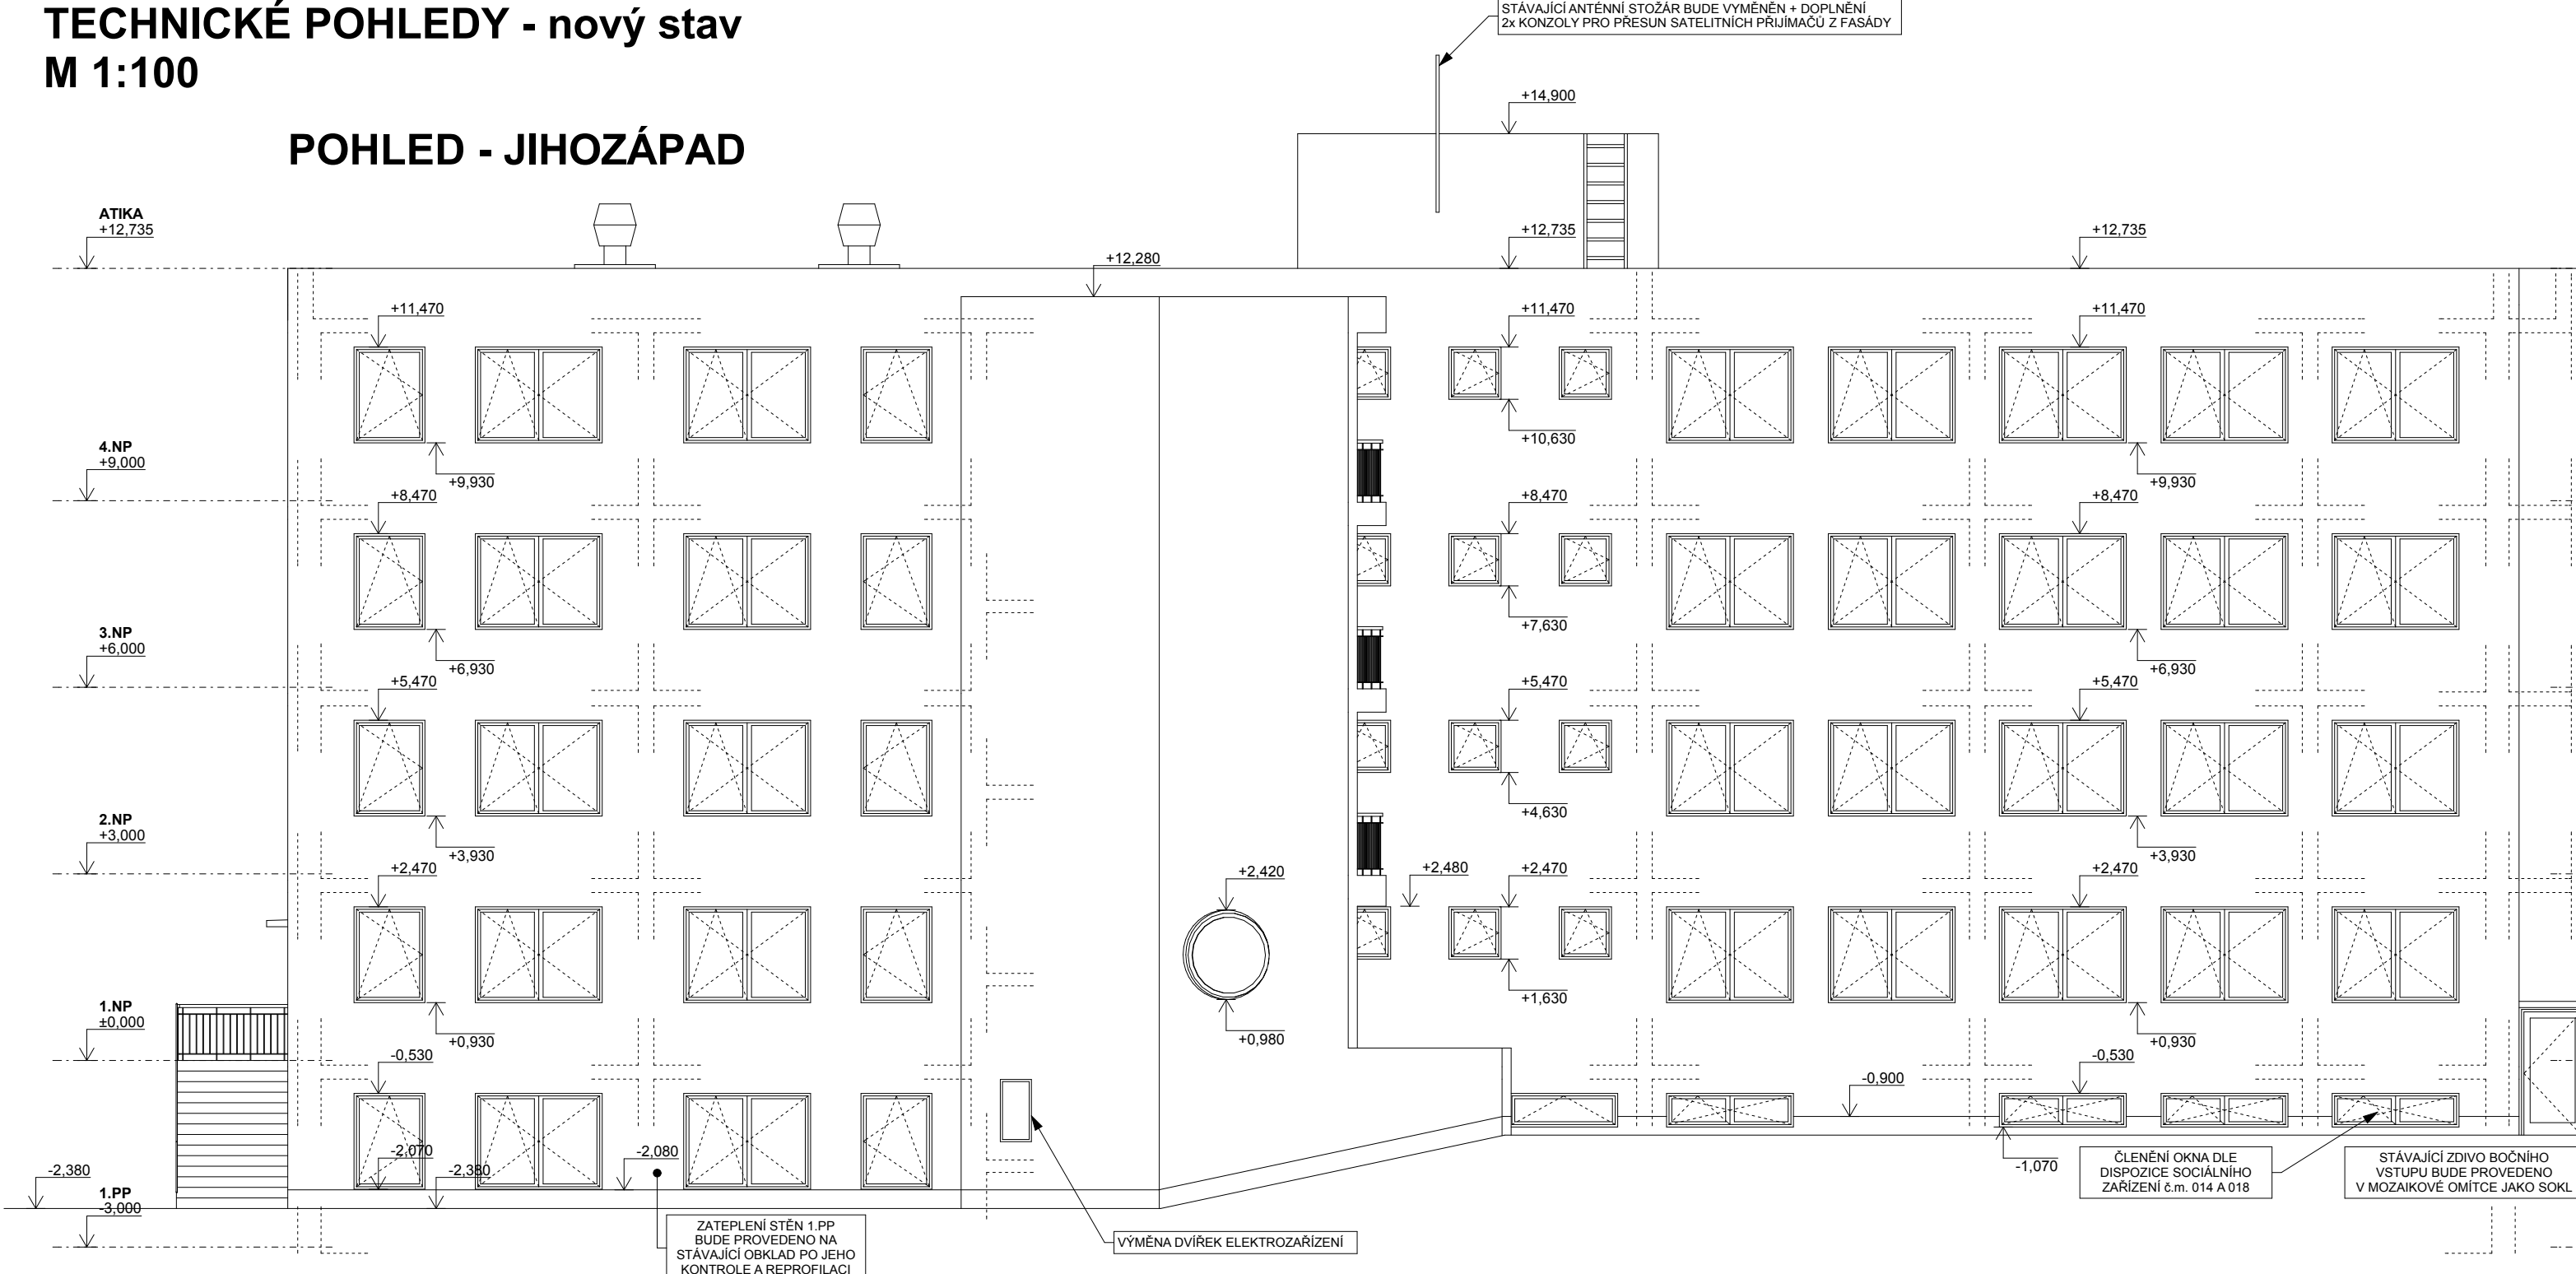 TECHNICKÉ POHLEDY - nový stav
M 1:100
POHLED - JIHOZÁPAD
STÁVAJÍCÍ ANTÉNNÍ STOŽÁR BUDE VYMĚNĚN + DOPLNĚNÍ
2x KONZOLY PRO PŘESUN SATELITNÍCH PŘIJÍMAČŮ Z FASÁDY
+14,900
ATIKA
+12,735
+12,280
+12,735
+12,735
+11,470
+11,470
+11,470
+10,630
4.NP
+9,000
+9,930
+9,930
+8,470
+8,470
+8,470
+7,630
3.NP
+6,000
+6,930
+6,930
+5,470
+5,470
+5,470
+4,630
2.NP
+3,000
+3,930
+3,930
+2,470
+2,420
+2,480
+2,470
+2,470
+1,630
1.NP
±0,000
+0,930
+0,980
+0,930
-0,530
-0,530
-0,900
-2,070
-2,080
-1,070
-2,380
-2,380
1.PP
-3,000
ČLENĚNÍ OKNA DLE
DISPOZICE SOCIÁLNÍHO
ZAŘÍZENÍ č.m. 014 A 018
STÁVAJÍCÍ ZDIVO BOČNÍHO
VSTUPU BUDE PROVEDENO
V MOZAIKOVÉ OMÍTCE JAKO SOKL
ZATEPLENÍ STĚN 1.PP
BUDE PROVEDENO NA
STÁVAJÍCÍ OBKLAD PO JEHO
KONTROLE A REPROFILACI
VÝMĚNA DVÍŘEK ELEKTROZAŘÍZENÍ